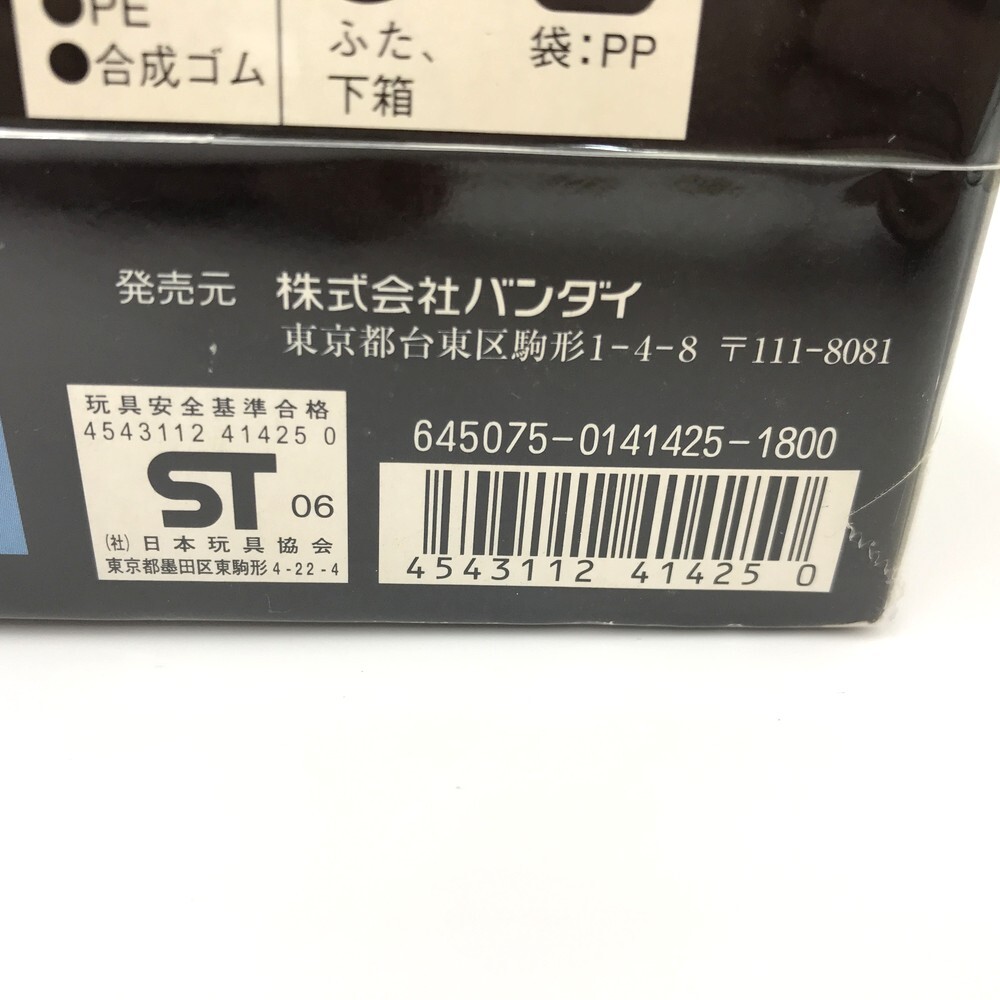 ●PE
●合成ゴム
ふた、
下箱
袋:PP
発売元 株式会社バンダイ
東京都台東区駒形1-4-8 〒111-8081
玩具安全基準合格
4543112 41425 0
ST 06
(社)日本玩具協会
東京都墨田区東駒形4-22-4
645075-0141425-1800
4543112 414250